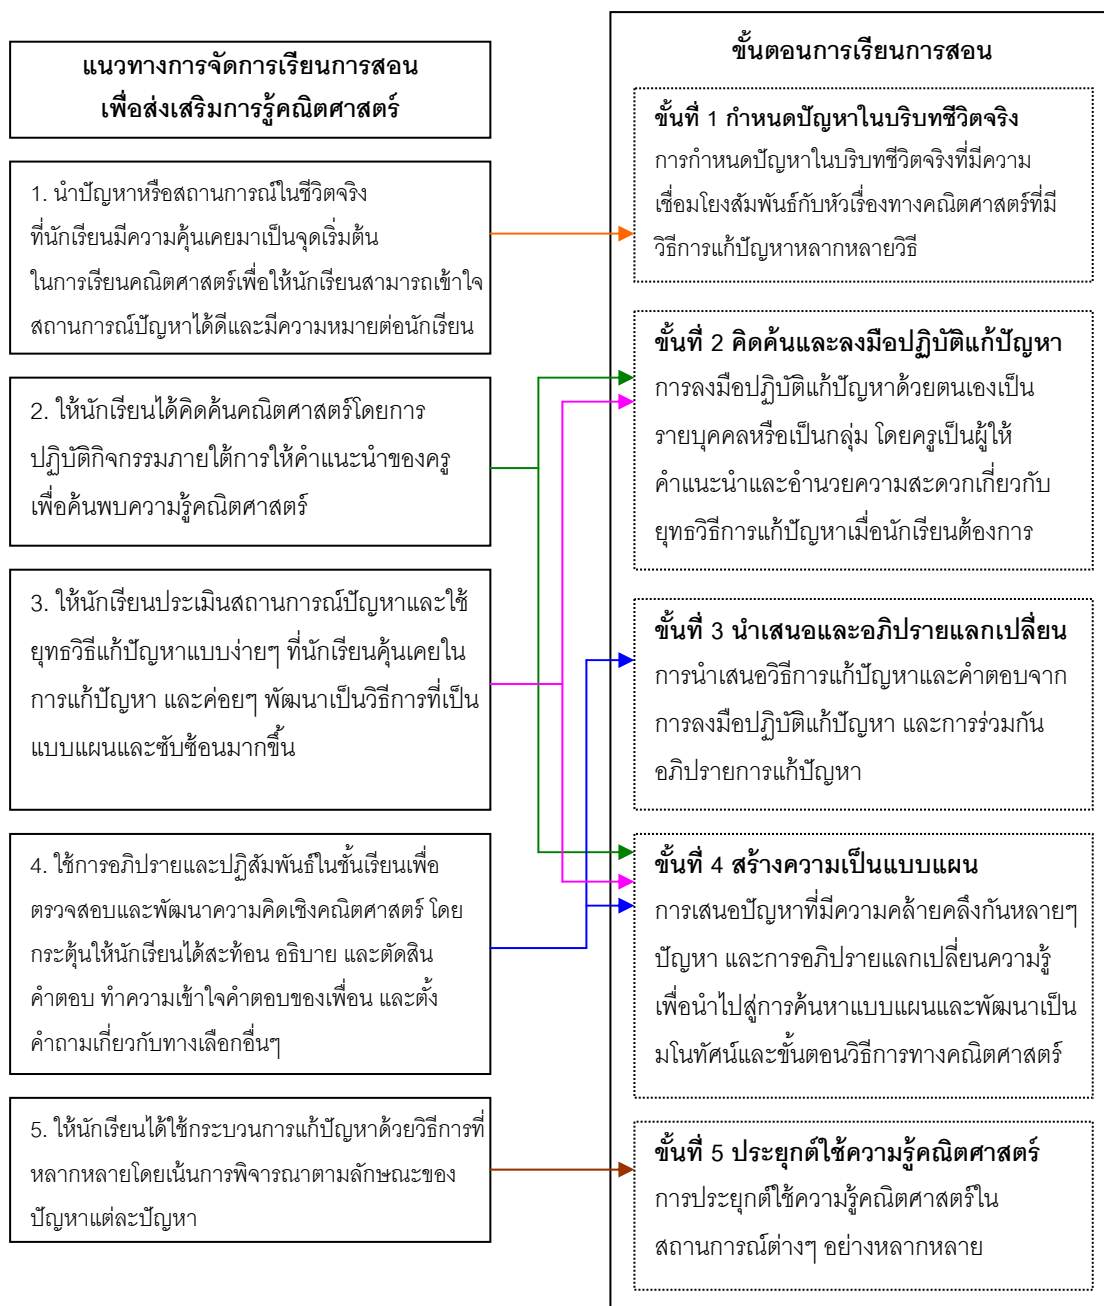 แนวทางการจัดการเรียนการสอน
เพื่อส่งเสริมการรู้คณิตศาสตร์
1. นำปัญหาหรือสถานการณ์ในชีวิตจริง
ที่นักเรียนมีความคุ้นเคยมาเป็นจุดเริ่มต้น
ในการเรียนคณิตศาสตร์เพื่อให้นักเรียนสามารถเข้าใจ
สถานการณ์ปัญหาได้ดีและมีความหมายต่อนักเรียน
2. ให้นักเรียนได้คิดค้นคณิตศาสตร์โดยการ
ปฏิบัติกิจกรรมภายใต้การให้คำแนะนำของครู
เพื่อค้นพบความรู้คณิตศาสตร์
3. ให้นักเรียนประเมินสถานการณ์ปัญหาและใช้
ยุทธวิธีแก้ปัญหาแบบง่ายๆ ที่นักเรียนคุ้นเคยใน
การแก้ปัญหา และค่อยๆ พัฒนาเป็นวิธีการที่เป็น
แบบแผนและซับซ้อนมากขึ้น
4. ใช้การอภิปรายและปฏิสัมพันธ์ในชั้นเรียนเพื่อ
ตรวจสอบและพัฒนาความคิดเชิงคณิตศาสตร์ โดย
กระตุ้นให้นักเรียนได้สะท้อน อธิบาย และตัดสิน
คำตอบ ทำความเข้าใจคำตอบของเพื่อน และตั้ง
คำถามเกี่ยวกับทางเลือกอื่นๆ
5. ให้นักเรียนได้ใช้กระบวนการแก้ปัญหาด้วยวิธีการที่
หลากหลายโดยเน้นการพิจารณาตามลักษณะของ
ปัญหาแต่ละปัญหา
ขั้นตอนการเรียนการสอน
ขั้นที่ 1 กำหนดปัญหาในบริบทชีวิตจริง
การกำหนดปัญหาในบริบทชีวิตจริงที่มีความ
เชื่อมโยงสัมพันธ์กับหัวเรื่องทางคณิตศาสตร์ที่มี
วิธีการแก้ปัญหาหลากหลายวิธี
ขั้นที่ 2 คิดค้นและลงมือปฏิบัติแก้ปัญหา
การลงมือปฏิบัติแก้ปัญหาด้วยตนเองเป็น
รายบุคคลหรือเป็นกลุ่ม โดยครูเป็นผู้ให้
คำแนะนำและอำนวยความสะดวกเกี่ยวกับ
ยุทธวิธีการแก้ปัญหาเมื่อนักเรียนต้องการ
ขั้นที่ 3 นำเสนอและอภิปรายแลกเปลี่ยน
การนำเสนอวิธีการแก้ปัญหาและคำตอบจาก
การลงมือปฏิบัติแก้ปัญหา และการร่วมกัน
อภิปรายการแก้ปัญหา
ขั้นที่ 4 สร้างความเป็นแบบแผน
การเสนอปัญหาที่มีความคล้ายคลึงกันหลายๆ
ปัญหา และการอภิปรายแลกเปลี่ยนความรู้
เพื่อนำไปสู่การค้นหาแบบแผนและพัฒนาเป็น
มโนทัศน์และขั้นตอนวิธีการทางคณิตศาสตร์
ขั้นที่ 5 ประยุกต์ใช้ความรู้คณิตศาสตร์
การประยุกต์ใช้ความรู้คณิตศาสตร์ใน
สถานการณ์ต่างๆ อย่างหลากหลาย